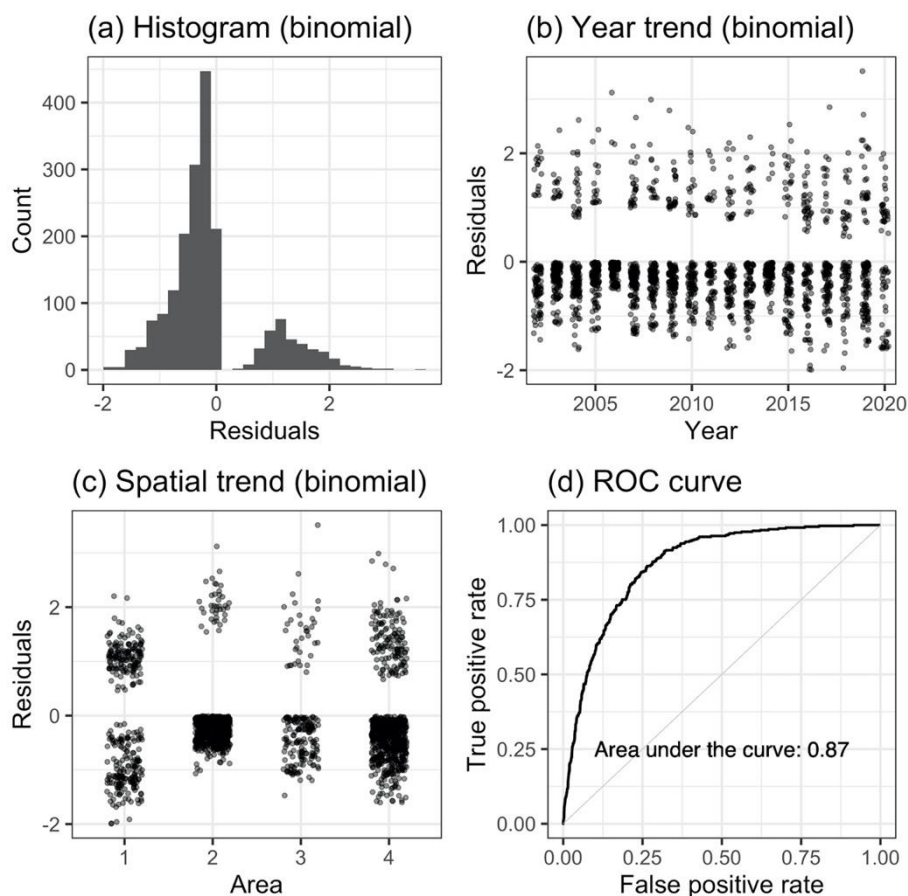 (a) Histogram (binomial)
400
300
200
100
0
Count
-2 0 2
Residuals
(b) Year trend (binomial)
2
0
-2
Residuals
2005 2010 2015 2020
Year
(c) Spatial trend (binomial)
2
0
-2
Residuals
1 2 3 4
Area
(d) ROC curve
1.00
0.75
0.50
0.25
0.00
True positive rate
Area under the curve: 0.87
0.00 0.25 0.50 0.75 1.00
False positive rate